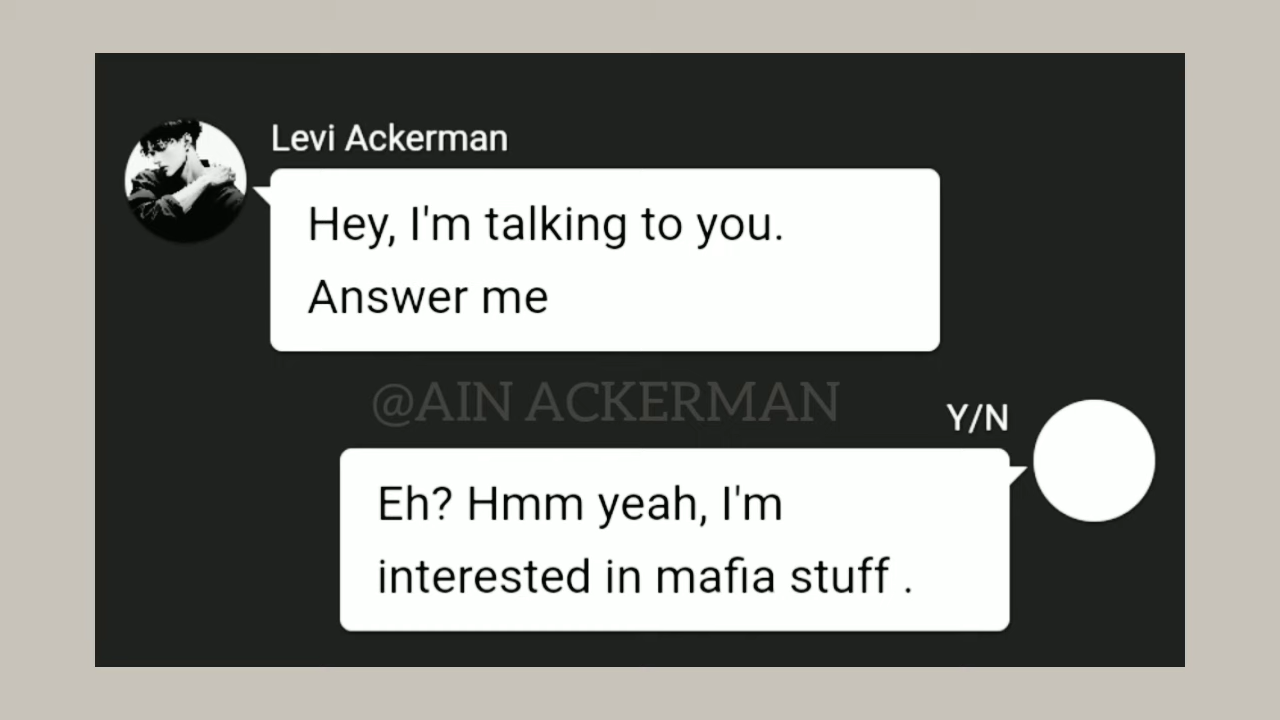 Levi Ackerman
Hey, I'm talking to you.
Answer me
@AIN ACKERMAN
Y/N
Eh? Hmm yeah, I'm
interested in mafia stuff .